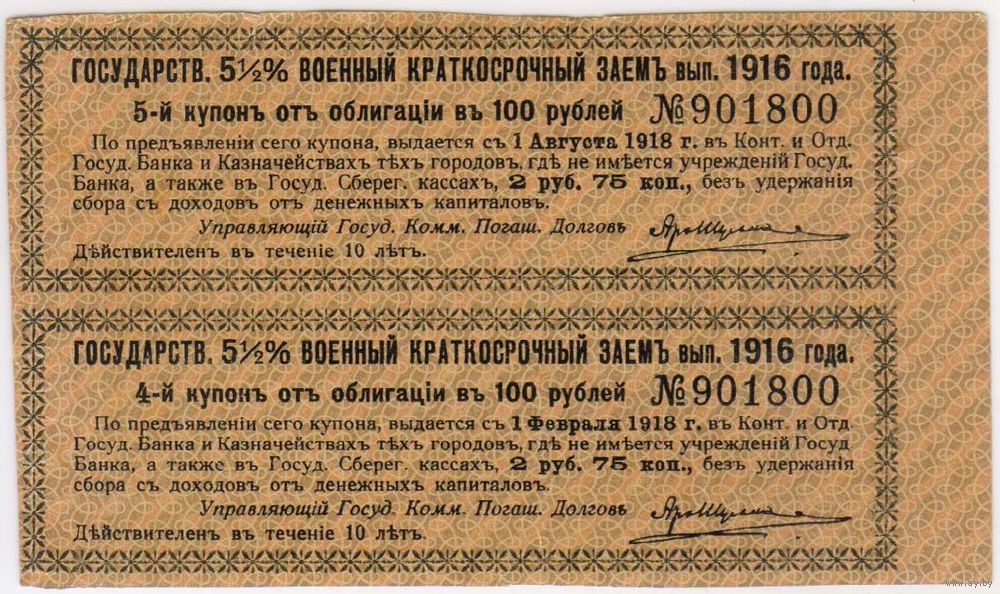 ГОСУДАРСТВ. 5½% ВОЕННЫЙ КРАТКОСРОЧНЫЙ ЗАЕМЪ вып. 1916 года.
5-й купонъ отъ облигаціи въ 100 рублей №901800
По предъявленіи сего купона, выдается съ 1 Августа 1918 г. въ Конт. и Отд.
Госуд. Банка и Казначействахъ тѣхъ городовъ, гдѣ не имѣется учрежденій Госуд.
Банка, а также въ Госуд. Сберег. кассахъ, 2 руб. 75 коп., безъ удержанія
сбора съ доходовъ отъ денежныхъ капиталовъ.
Управляющій Госуд. Комм. Погаш. Долговъ
Дѣйствителенъ въ теченіе 10 лѣтъ.
ГОСУДАРСТВ. 5½% ВОЕННЫЙ КРАТКОСРОЧНЫЙ ЗАЕМЪ вып. 1916 года.
4-й купонъ отъ облигаціи въ 100 рублей №901800
По предъявленіи сего купона, выдается съ 1 Февраля 1918 г. въ Конт. и Отд.
Госуд. Банка и Казначействахъ тѣхъ городовъ, гдѣ не имѣется учрежденій Госуд
Банка, а также въ Госуд. Сберег. кассахъ, 2 руб. 75 коп., безъ удержанія
сбора съ доходовъ отъ денежныхъ капиталовъ.
Управляющій Госуд. Комм. Погаш. Долговъ
Дѣйствителенъ въ теченіе 10 лѣтъ.
www.ay.by